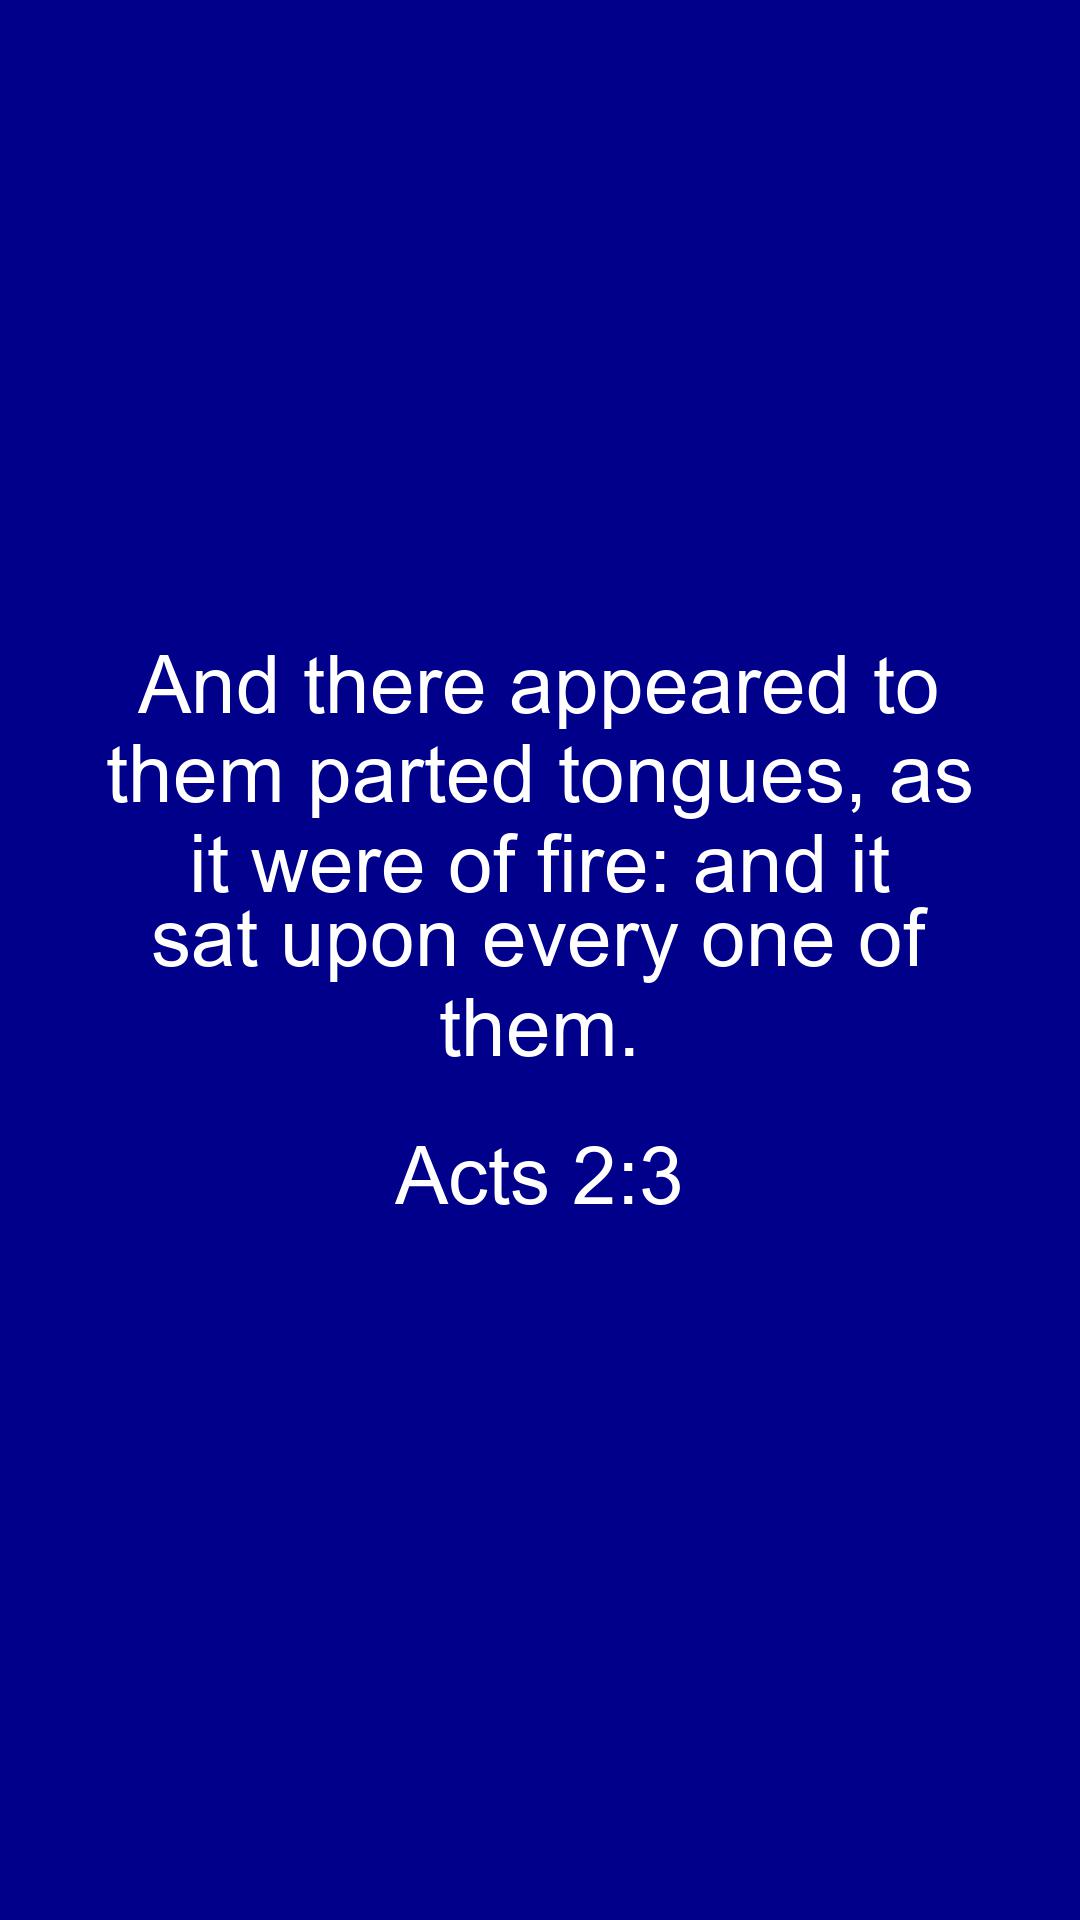 And there appeared to
them parted tongues, as
it were of fire: and it
sat upon every one of
them.
Acts 2:3